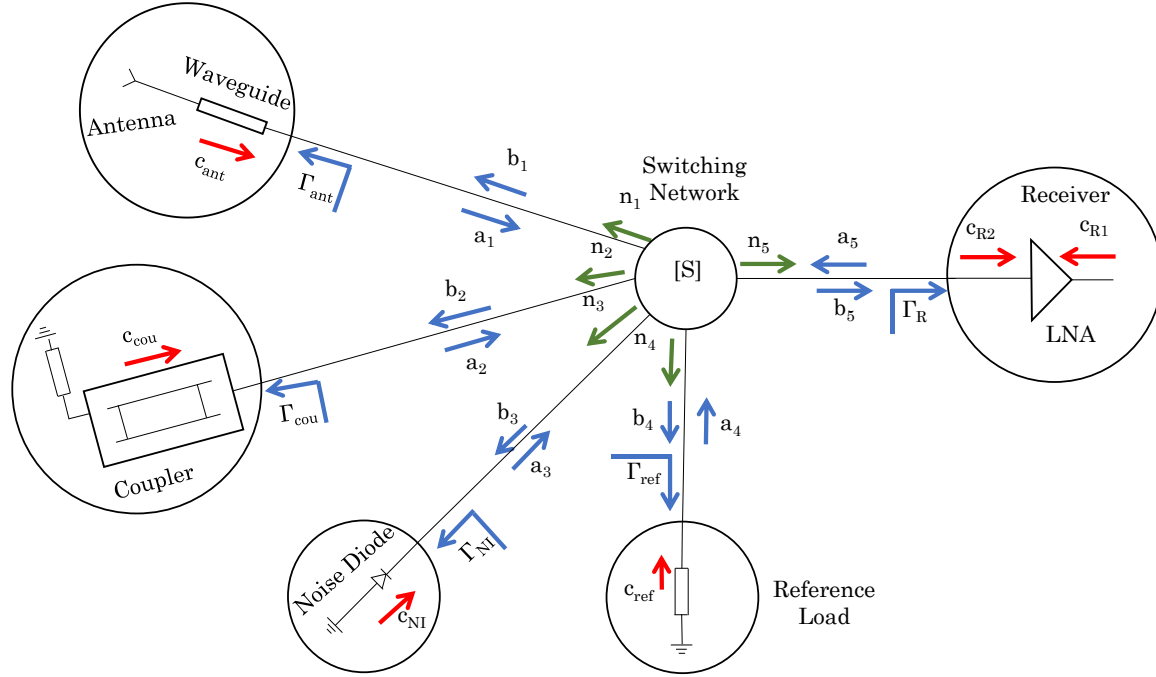 Waveguide
Antenna
c_ant
Γ_ant
b_1
a_1
Switching
Network
n_1
n_2
n_3
n_4
n_5
[S]
a_5
b_5
Γ_R
Receiver
c_R2
c_R1
LNA
b_2
a_2
c_cou
Γ_cou
Coupler
b_3
a_3
Γ_NI
Noise Diode
c_NI
b_4
a_4
Γ_ref
c_ref
Reference
Load